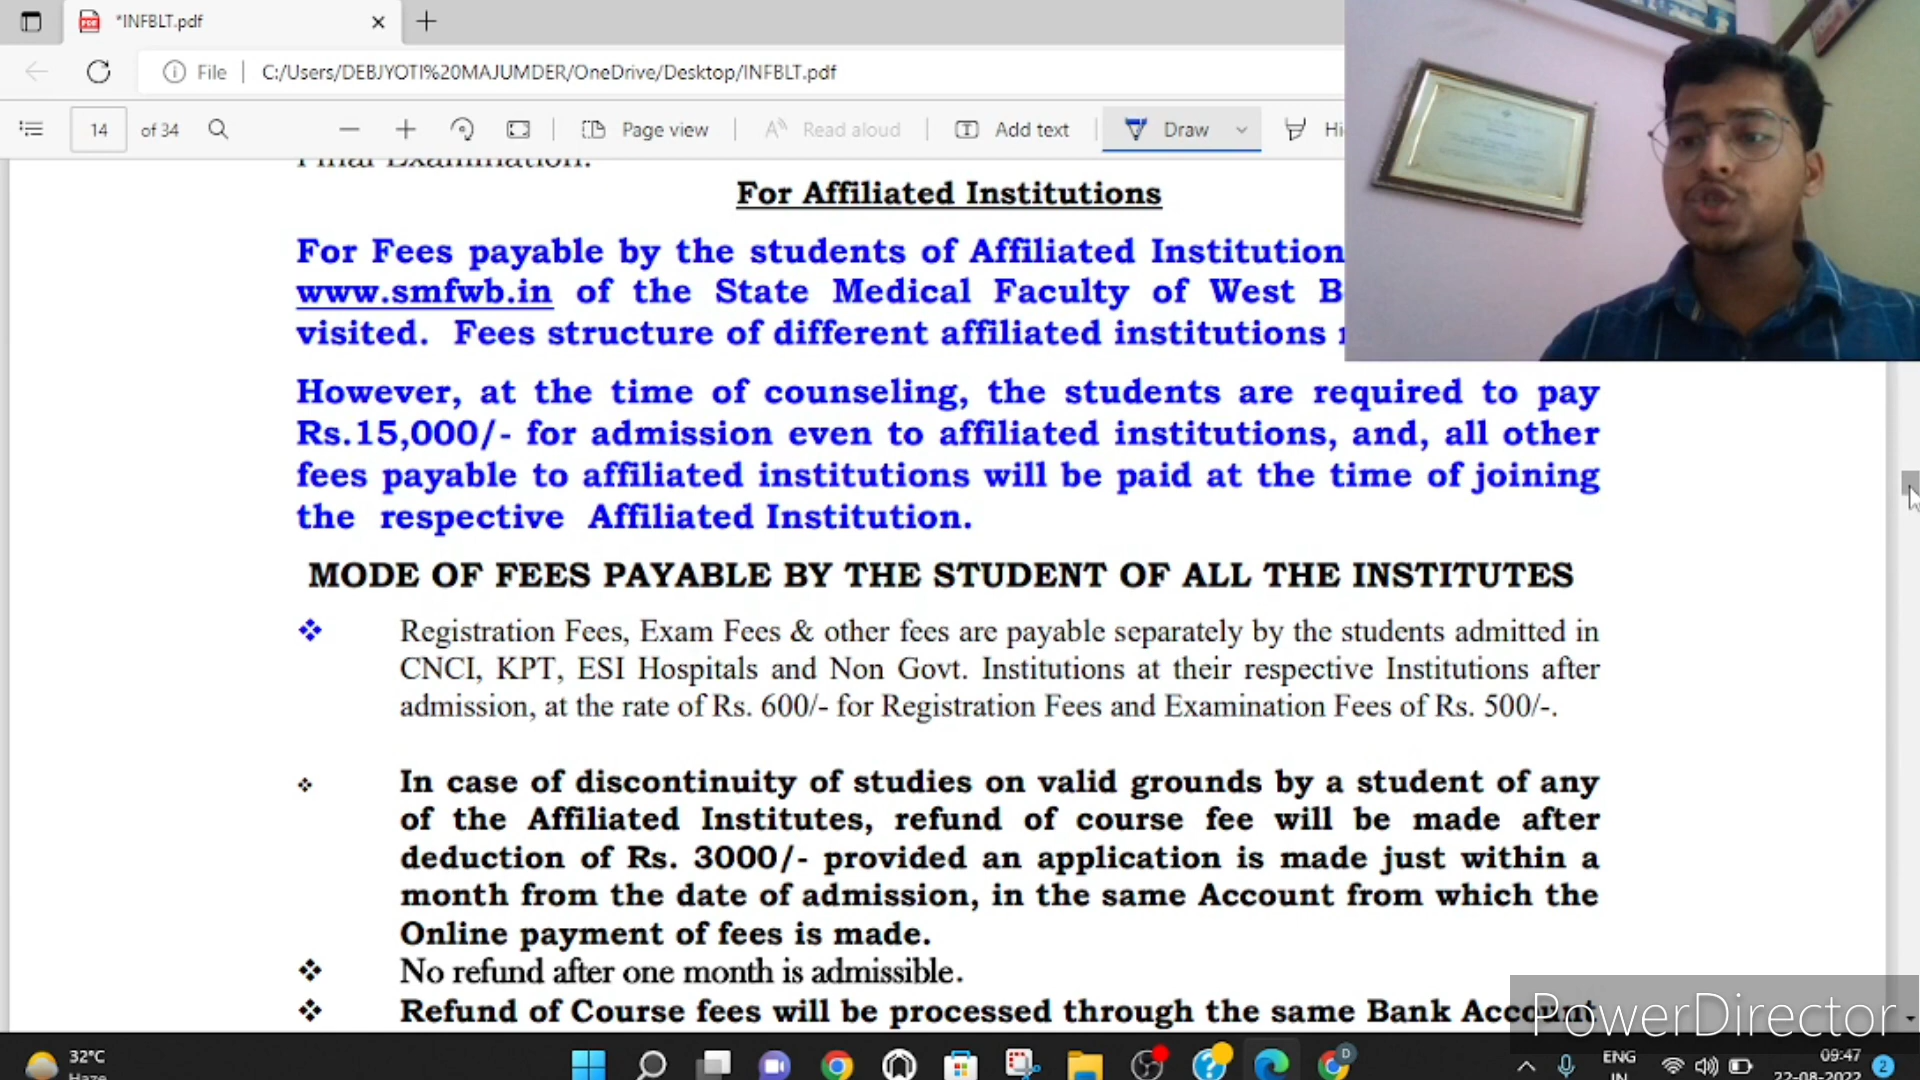 *INFBLT.pdf
File
C:/Users/DEBJYOTI%20MAJUMDER/OneDrive/Desktop/INFBLT.pdf
14 of 34
Page view
Read aloud
Add text
Draw
Final Examination.
For Affiliated Institutions
For Fees payable by the students of Affiliated Institution
www.smfwb.in of the State Medical Faculty of West
visited. Fees structure of different affiliated institutions
However, at the time of counseling, the students are required to pay
Rs.15,000/- for admission even to affiliated institutions, and, all other
fees payable to affiliated institutions will be paid at the time of joining
the respective Affiliated Institution.
MODE OF FEES PAYABLE BY THE STUDENT OF ALL THE INSTITUTES
❖ Registration Fees, Exam Fees & other fees are payable separately by the students admitted in
CNCI, KPT, ESI Hospitals and Non Govt. Institutions at their respective Institutions after
admission, at the rate of Rs. 600/- for Registration Fees and Examination Fees of Rs. 500/-.
❖ In case of discontinuity of studies on valid grounds by a student of any
of the Affiliated Institutes, refund of course fee will be made after
deduction of Rs. 3000/- provided an application is made just within a
month from the date of admission, in the same Account from which the
Online payment of fees is made.
❖ No refund after one month is admissible.
❖ Refund of Course fees will be processed through the same Bank Account
PowerDirector
32°C
Haze
ENG
IN
09:47
22-08-2022
2